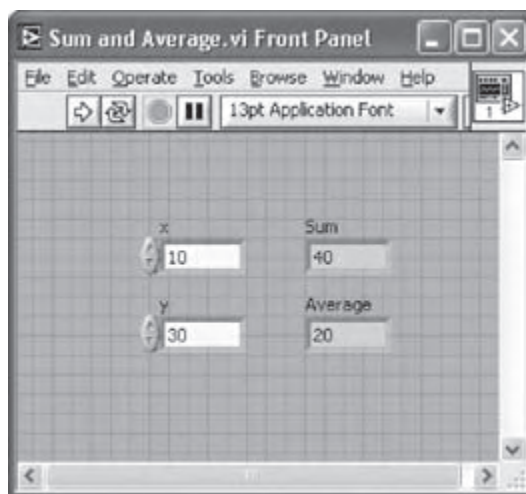 Sum and Average.vi Front Panel
File Edit Operate Tools Browse Window Help
13pt Application Font
1
x
Sum
10
40
y
Average
30
20